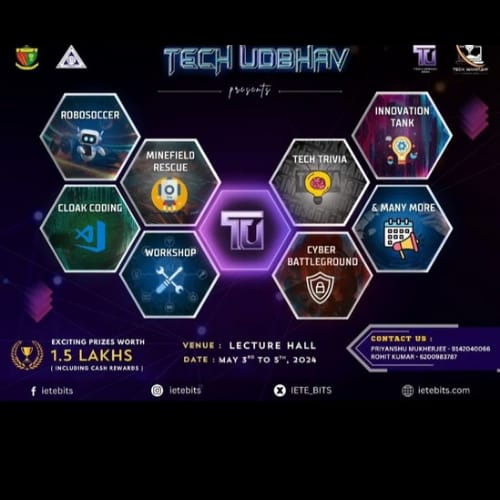 TECH UDBHAV
presents
ROBOSOCCER
INNOVATION
TANK
MINEFIELD
RESCUE
TECH TRIVIA
CLOAK CODING
& MANY MORE
TU
WORKSHOP
CYBER
BATTLEGROUND
EXCITING PRIZES WORTH
1.5 LAKHS
( INCLUDING CASH REWARDS )
VENUE : LECTURE HALL
DATE : MAY 3RD TO 5TH, 2024
CONTACT US :
PRIYANSHU MUKHERJEE - 9142040066
ROHIT KUMAR - 6200983787
ietebits
ietebits
IETE_BITS
ietebits.com